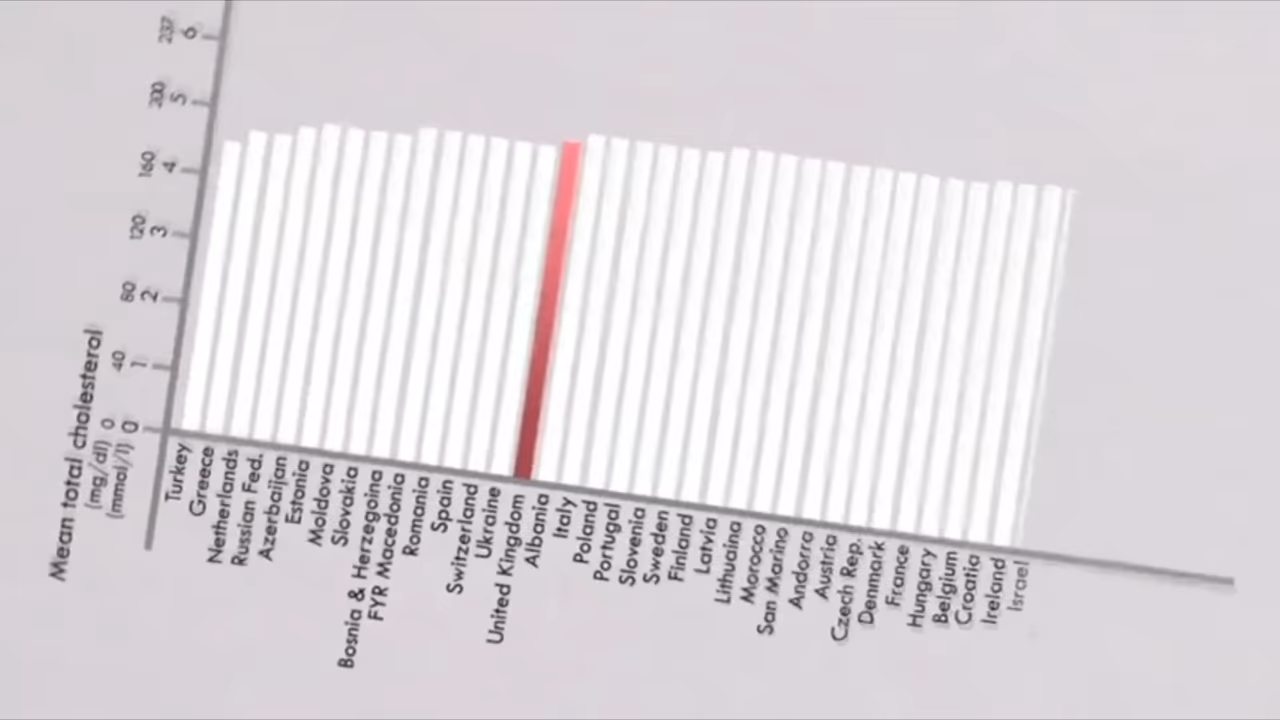 237 6
200 5
160 4
120 3
80 2
40 1
0 0
Mean total cholesterol
(mg/dl)
(mmol/l)
Turkey
Greece
Netherlands
Russian Fed.
Azerbaijan
Estonia
Moldova
Slovakia
Bosnia & Herzegoina
FYR Macedonia
Romania
Spain
Switzerland
Ukraine
United Kingdom
Albania
Italy
Poland
Portugal
Slovenia
Sweden
Finland
Latvia
Lithuaina
Morocco
San Marino
Andorra
Austria
Czech Rep.
Denmark
France
Hungary
Belgium
Croatia
Ireland
Israel